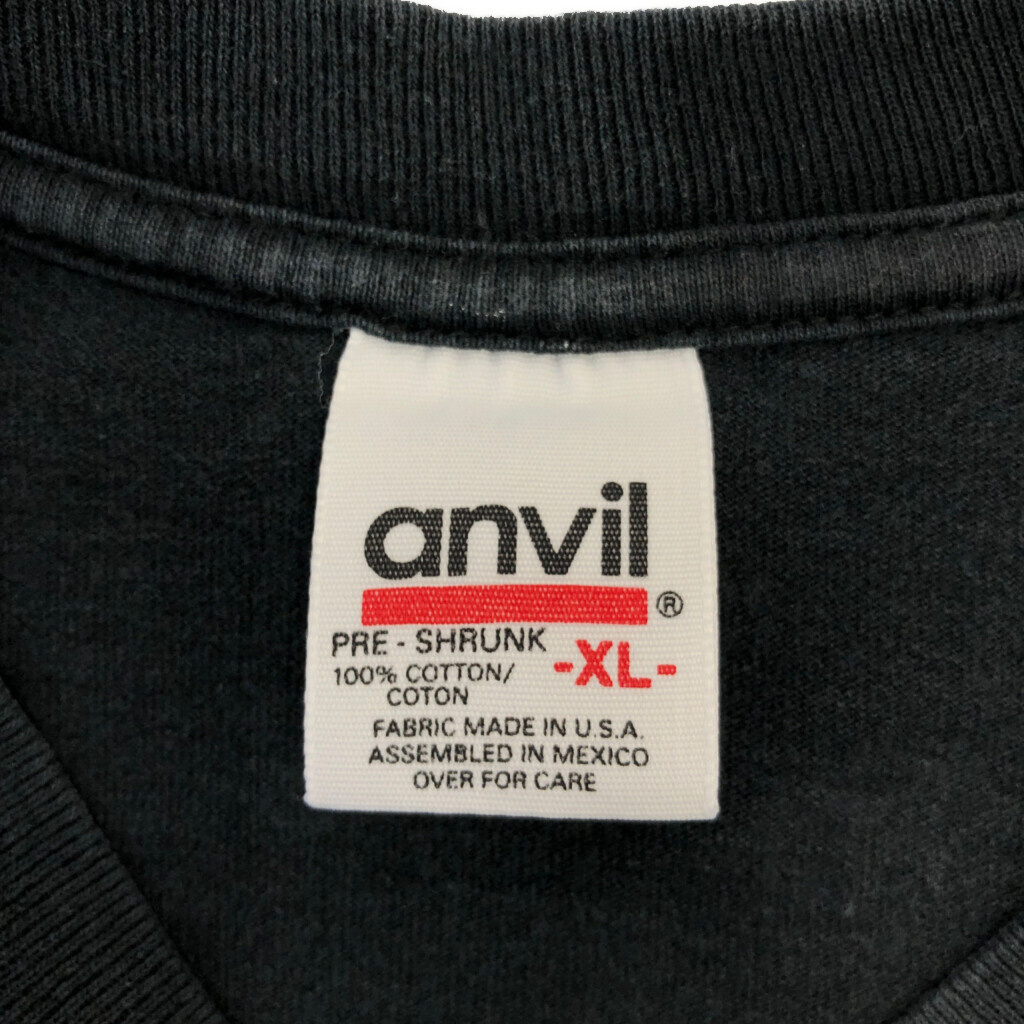 anvil
®
PRE - SHRUNK
-XL-
100% COTTON/
COTON
FABRIC MADE IN U.S.A.
ASSEMBLED IN MEXICO
OVER FOR CARE